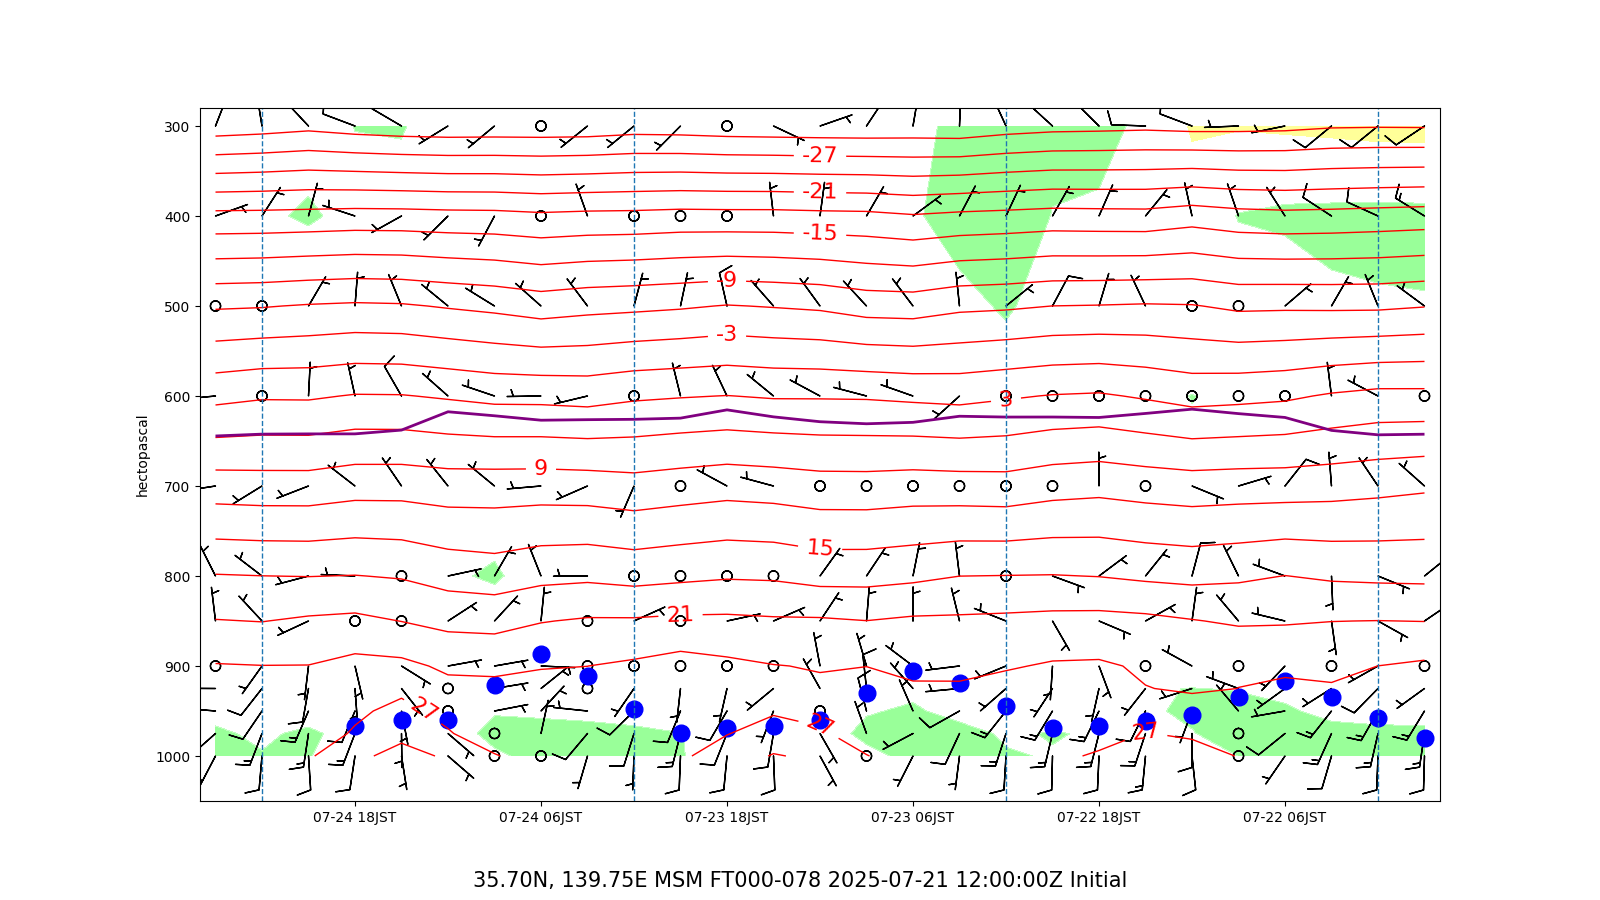 300
400
500
600
700
800
900
1000
hectopascal
-27
-21
-15
-9
-3
3
9
15
21
27
27
27
07-24 18JST
07-24 06JST
07-23 18JST
07-23 06JST
07-22 18JST
07-22 06JST
35.70N, 139.75E MSM FT000-078 2025-07-21 12:00:00Z Initial